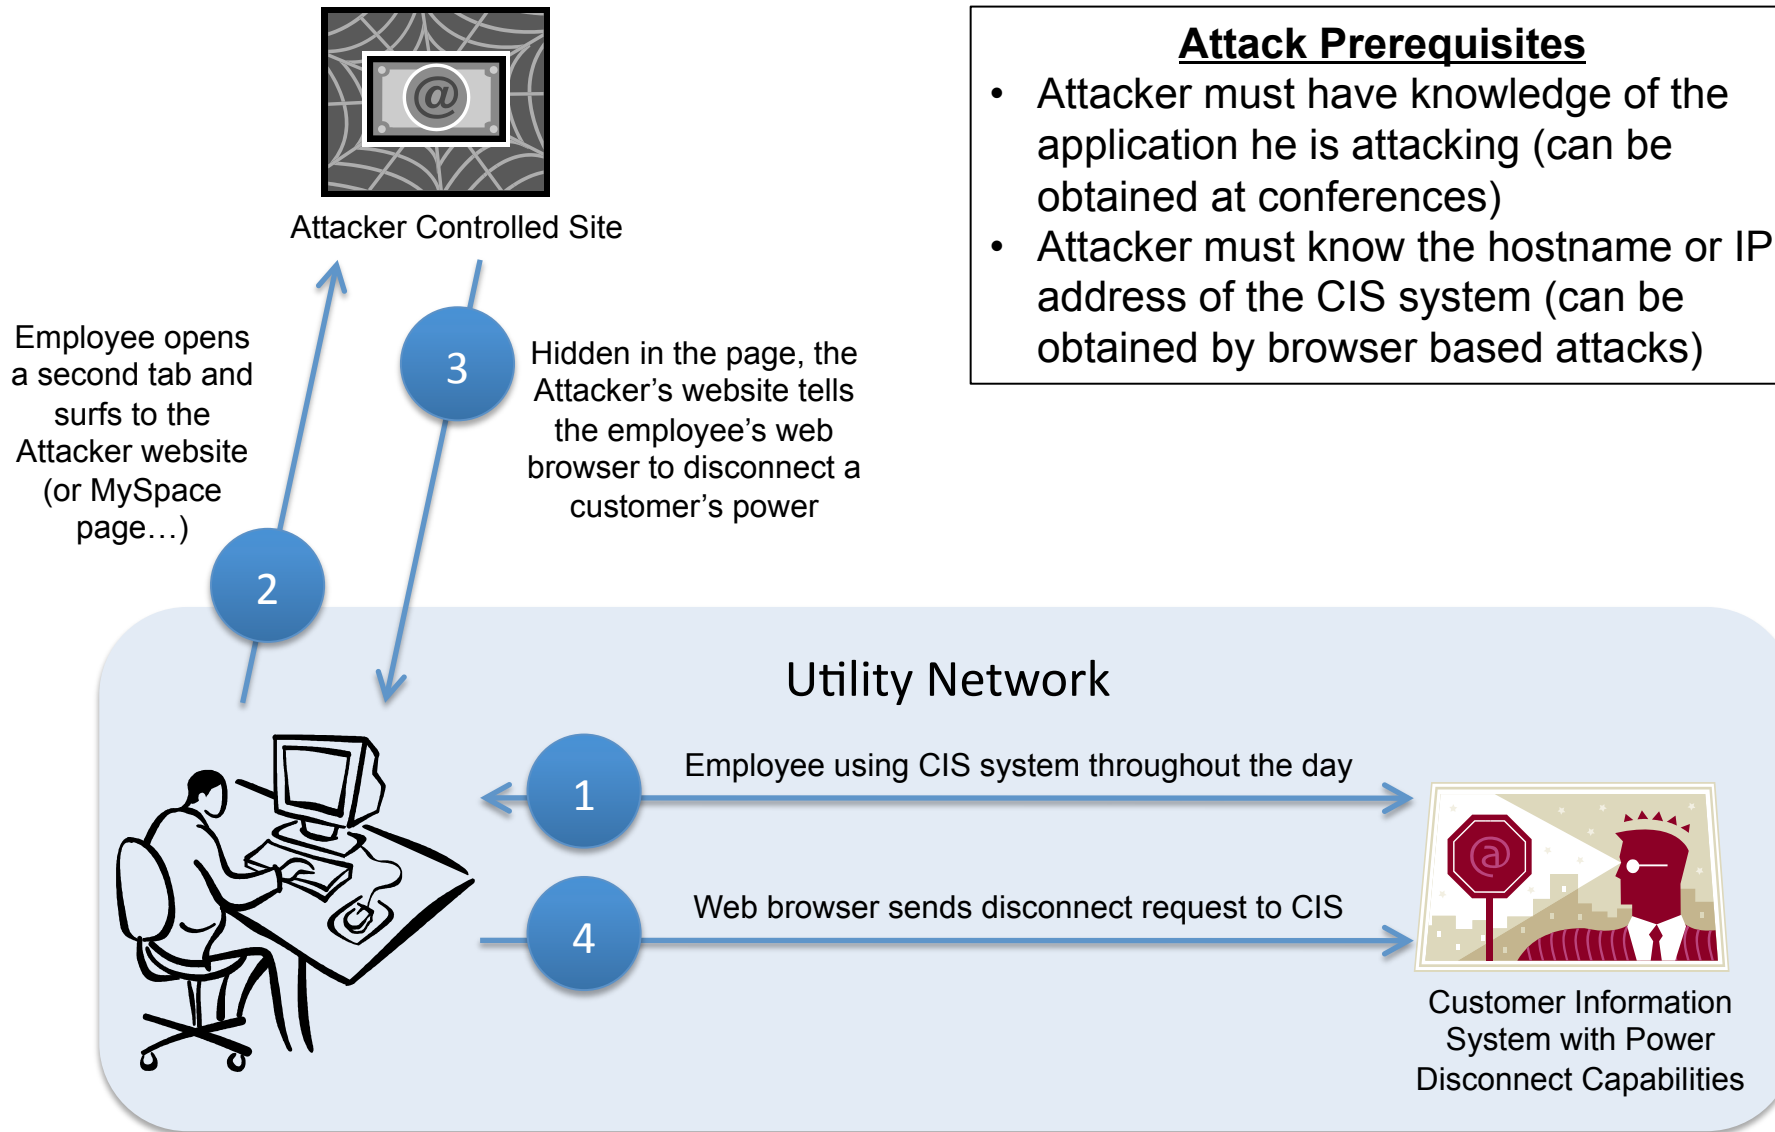 @
Attacker Controlled Site
Attack Prerequisites
• Attacker must have knowledge of the
application he is attacking (can be
obtained at conferences)
• Attacker must know the hostname or IP
address of the CIS system (can be
obtained by browser based attacks)
Employee opens
a second tab and
surfs to the
Attacker website
(or MySpace
page…)
2
3
Hidden in the page, the
Attacker’s website tells
the employee’s web
browser to disconnect a
customer’s power
Utility Network
1
Employee using CIS system throughout the day
4
Web browser sends disconnect request to CIS
@
Customer Information
System with Power
Disconnect Capabilities